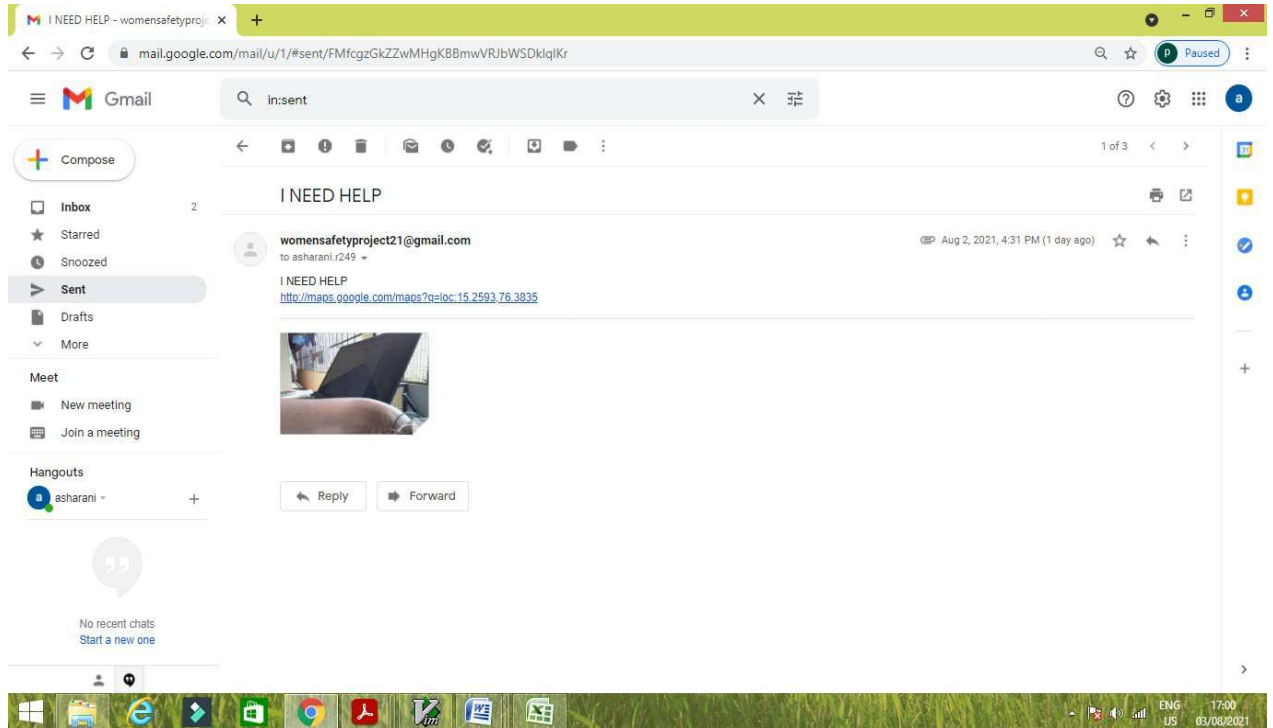 I NEED HELP - womensafetyproje
mail.google.com/mail/u/1/#sent/FMfcgzGkZZwMHgKBBmwVRJbWSDklqlKr
P Paused
Gmail
in:sent
a
Compose
1 of 3
31
Inbox 2
Starred
Snoozed
Sent
Drafts
More
I NEED HELP
womensafetyproject21@gmail.com
Aug 2, 2021, 4:31 PM (1 day ago)
to asharani.r249
I NEED HELP
http://maps.google.com/maps?q=loc:15.2593,76.3835
Meet
New meeting
Join a meeting
Hangouts
a asharani
Reply
Forward
No recent chats
Start a new one
Vim
ENG 17:00
US 03/08/2021